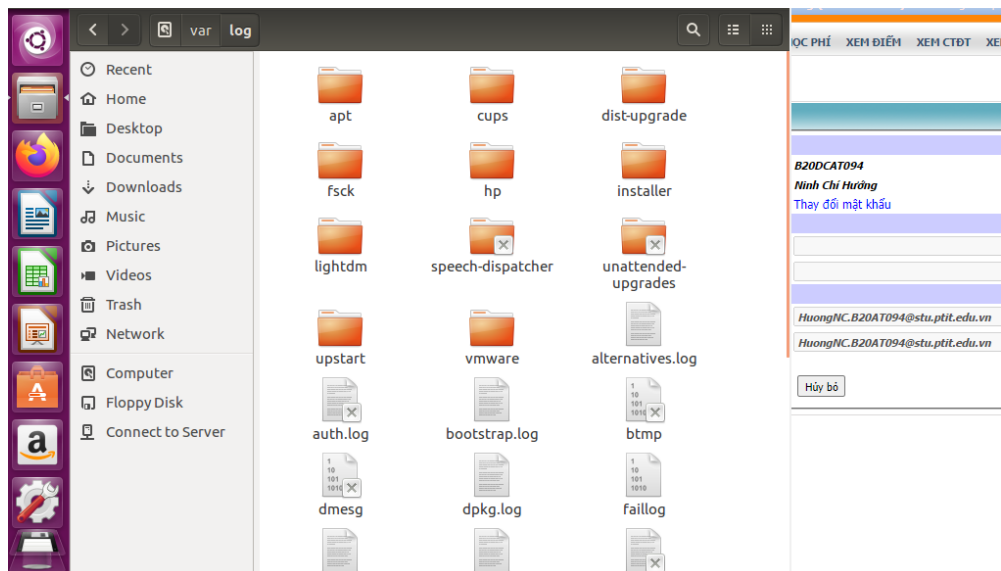 var log
Recent
Home
Desktop
Documents
Downloads
Music
Pictures
Videos
Trash
Network
Computer
Floppy Disk
Connect to Server
apt cups dist-upgrade
fsck hp installer
lightdm speech-dispatcher unattended-
upgrades
upstart vmware alternatives.log
auth.log bootstrap.log btmp
dmesg dpkg.log faillog
PHÍ XEM ĐIỂM XEM CTĐT
B20DCAT094
Ninh Chí Hướng
Thay đổi mật khẩu
HuongNC.B20AT094@stu.ptit.edu.vn
HuongNC.B20AT094@stu.ptit.edu.vn
Hủy bỏ